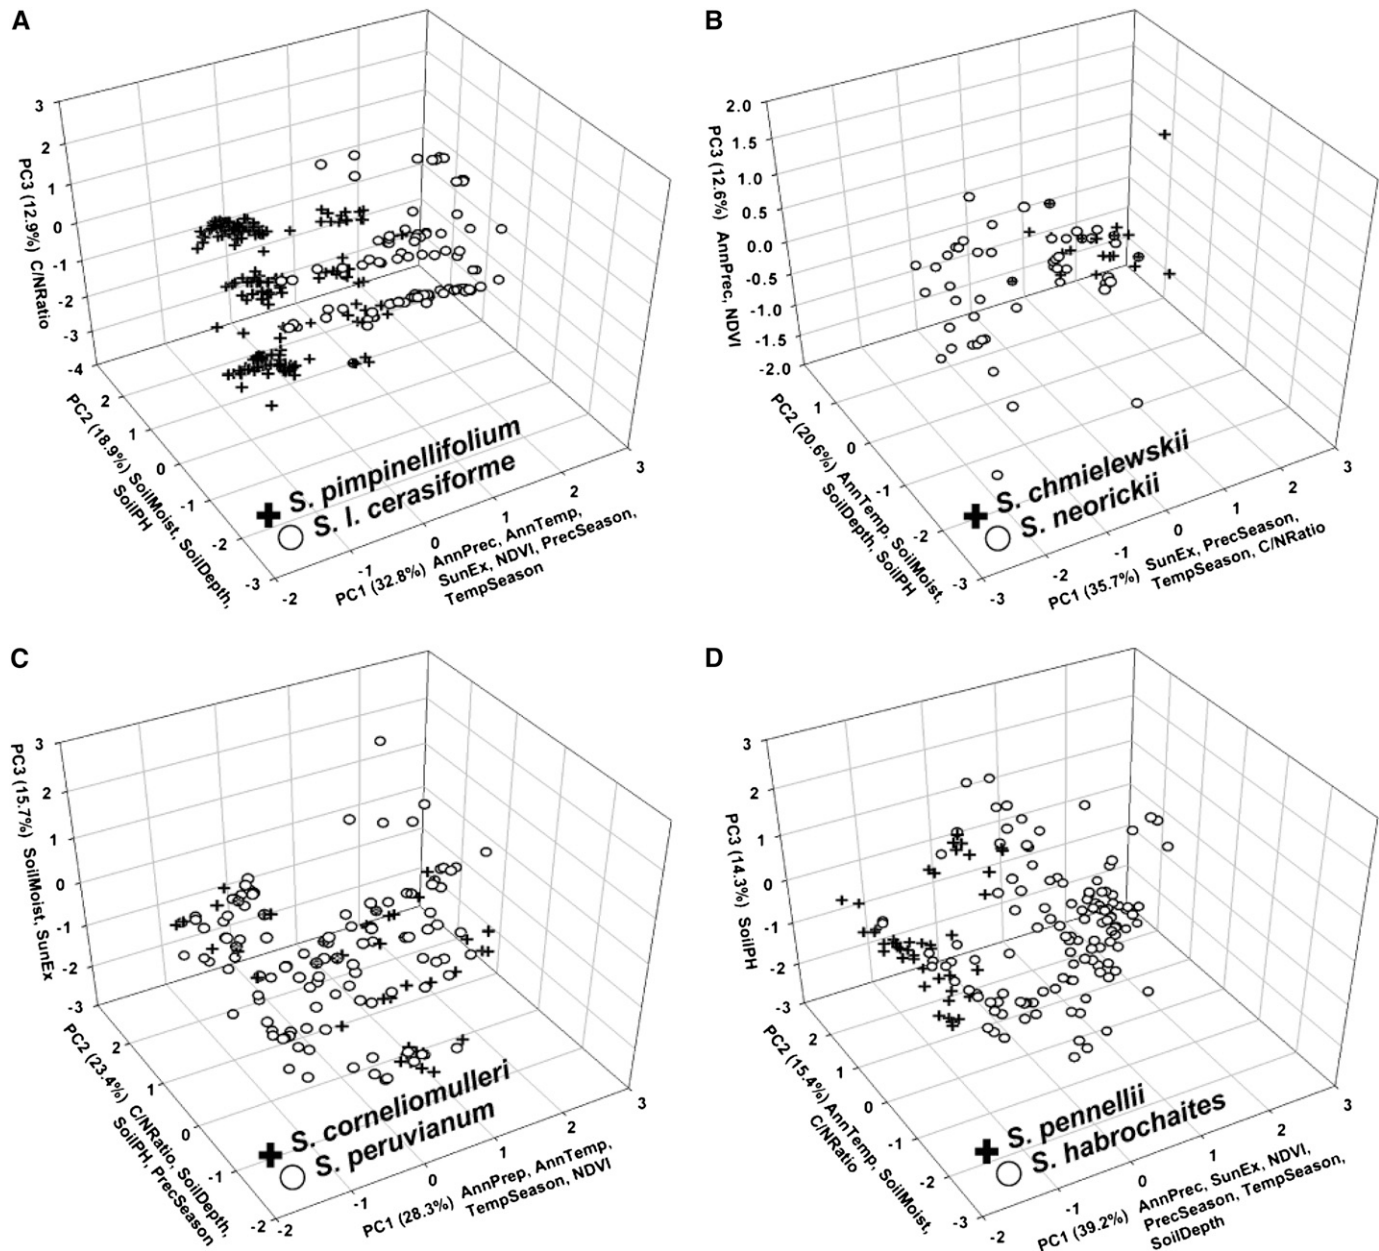 A
3
2
1
0
-1
-2
-3
-4
PC3 (12.9%) C/NRatio
2
1
0
-1
-2
-3
PC2 (18.9%) SoilMoist, SoilDepth,
SoilPH
-2
-1
0
1
2
3
PC1 (32.8%) AnnPrec, AnnTemp,
SunEx, NDVI, PrecSeason,
TempSeason
S. pimpinellifolium
S. l. cerasiforme
B
2.0
1.5
1.0
0.5
0.0
-0.5
-1.0
-1.5
-2.0
PC3 (12.6%) AnnPrec, NDVI
1
0
-1
-2
-3
PC2 (20.6%) AnnTemp, SoilMoist,
SoilDepth, SoilPH
-3
-2
-1
0
1
2
3
PC1 (35.7%) SunEx, PrecSeason,
TempSeason, C/NRatio
S. chmielewskii
S. neorickii
C
3
2
1
0
-1
-2
-3
PC3 (15.7%) SoilMoist, SunEx
2
1
0
-1
-2
PC2 (23.4%) C/NRatio, SoilDepth,
SoilPH, PrecSeason
-2
-1
0
1
2
3
PC1 (28.3%) AnnPrep, AnnTemp,
TempSeason, NDVI
S. corneliomulleri
S. peruvianum
D
3
2
1
0
-1
-2
-3
PC3 (14.3%) SoilPH
2
1
0
-1
-2
-3
PC2 (15.4%) AnnTemp, SoilMoist,
C/NRatio
-2
-1
0
1
2
3
PC1 (39.2%) AnnPrec, SunEx, NDVI,
PrecSeason, TempSeason,
SoilDepth
S. pennellii
S. habrochaites